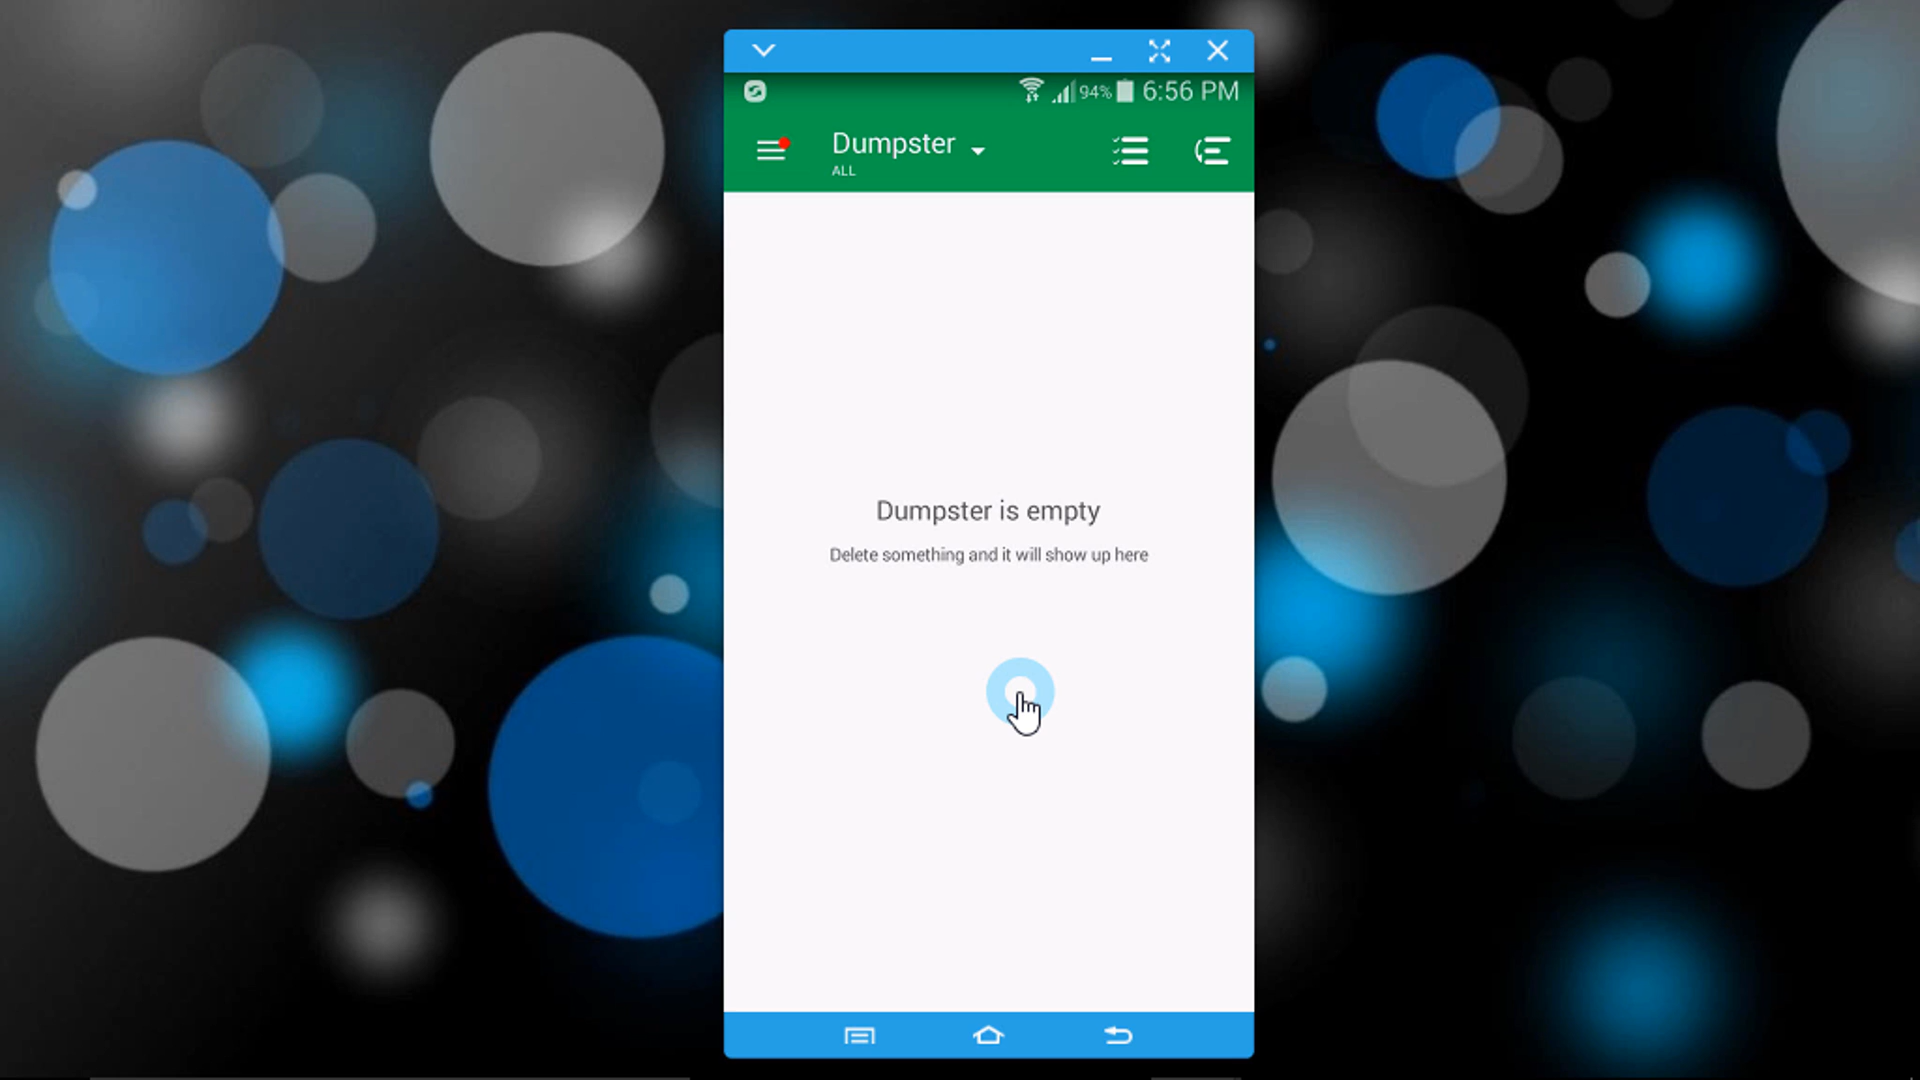 94% 6:56 PM
Dumpster
ALL
Dumpster is empty
Delete something and it will show up here